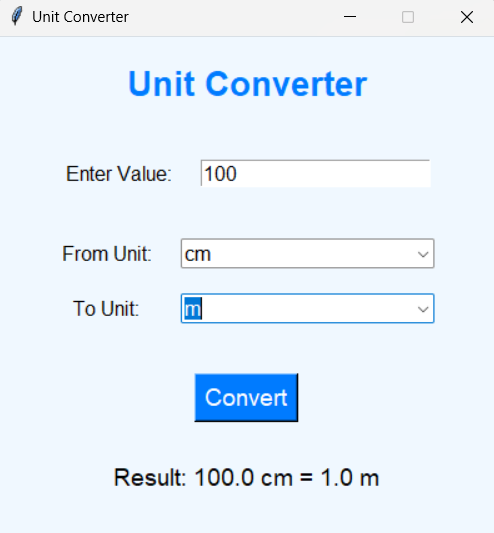 Unit Converter
Unit Converter
Enter Value: 100
From Unit: cm
To Unit: m
Convert
Result: 100.0 cm = 1.0 m